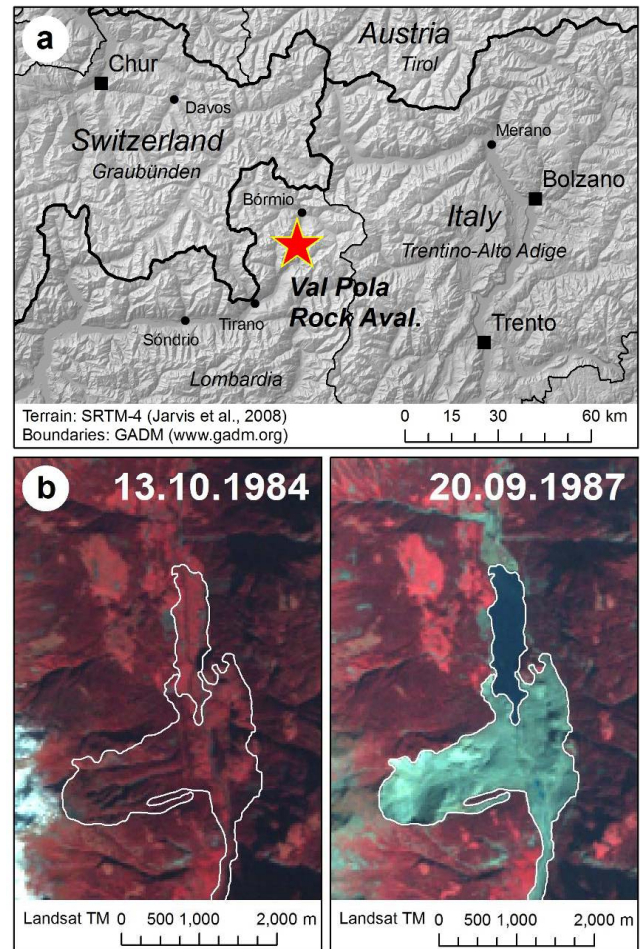 a
Austria
Tirol
Chur
Davos
Switzerland
Graubünden
Merano
Bórmio
Bolzano
Italy
Trentino-Alto Adige
Val Pola
Rock Aval.
Tirano
Sóndrio
Trento
Lombardia
Terrain: SRTM-4 (Jarvis et al., 2008)
Boundaries: GADM (www.gadm.org)
0 15 30 60 km
b
13.10.1984
20.09.1987
Landsat TM 0 500 1,000 2,000 m
Landsat TM 0 500 1,000 2,000 m